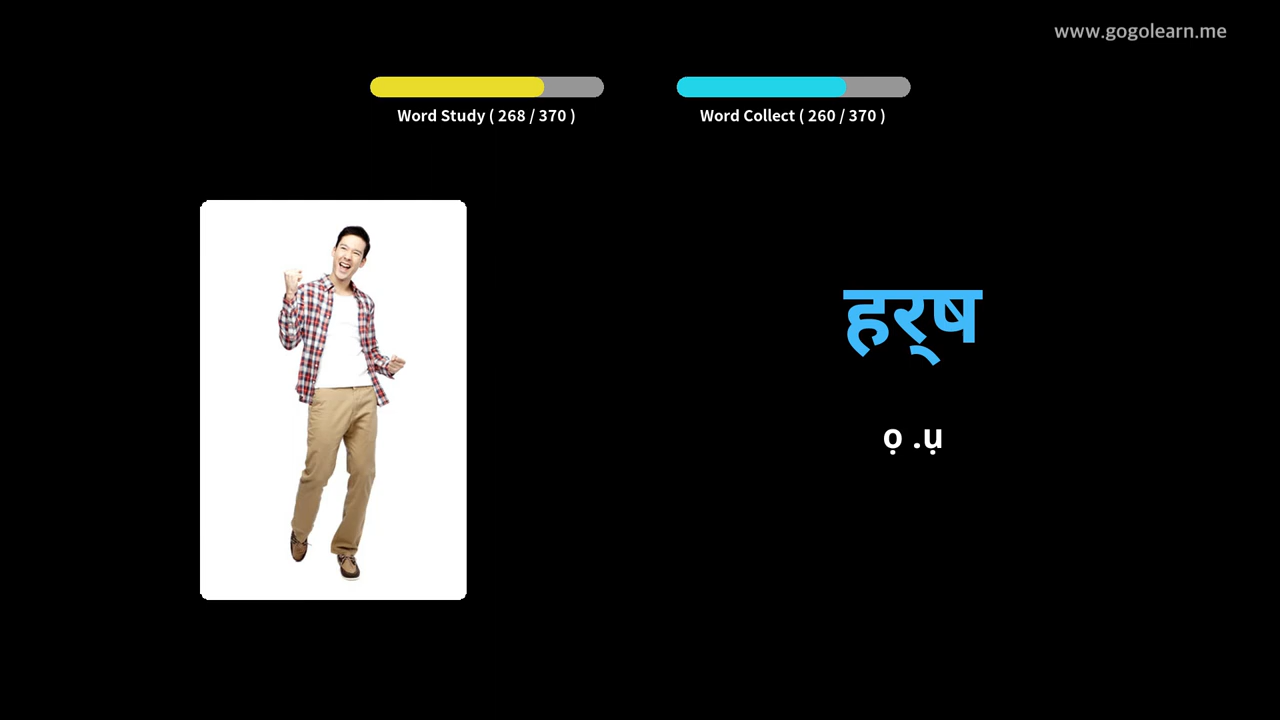 www.gogolearn.me
Word Study ( 268 / 370 )
Word Collect ( 260 / 370 )
हर्‌ष
ọ .ụ